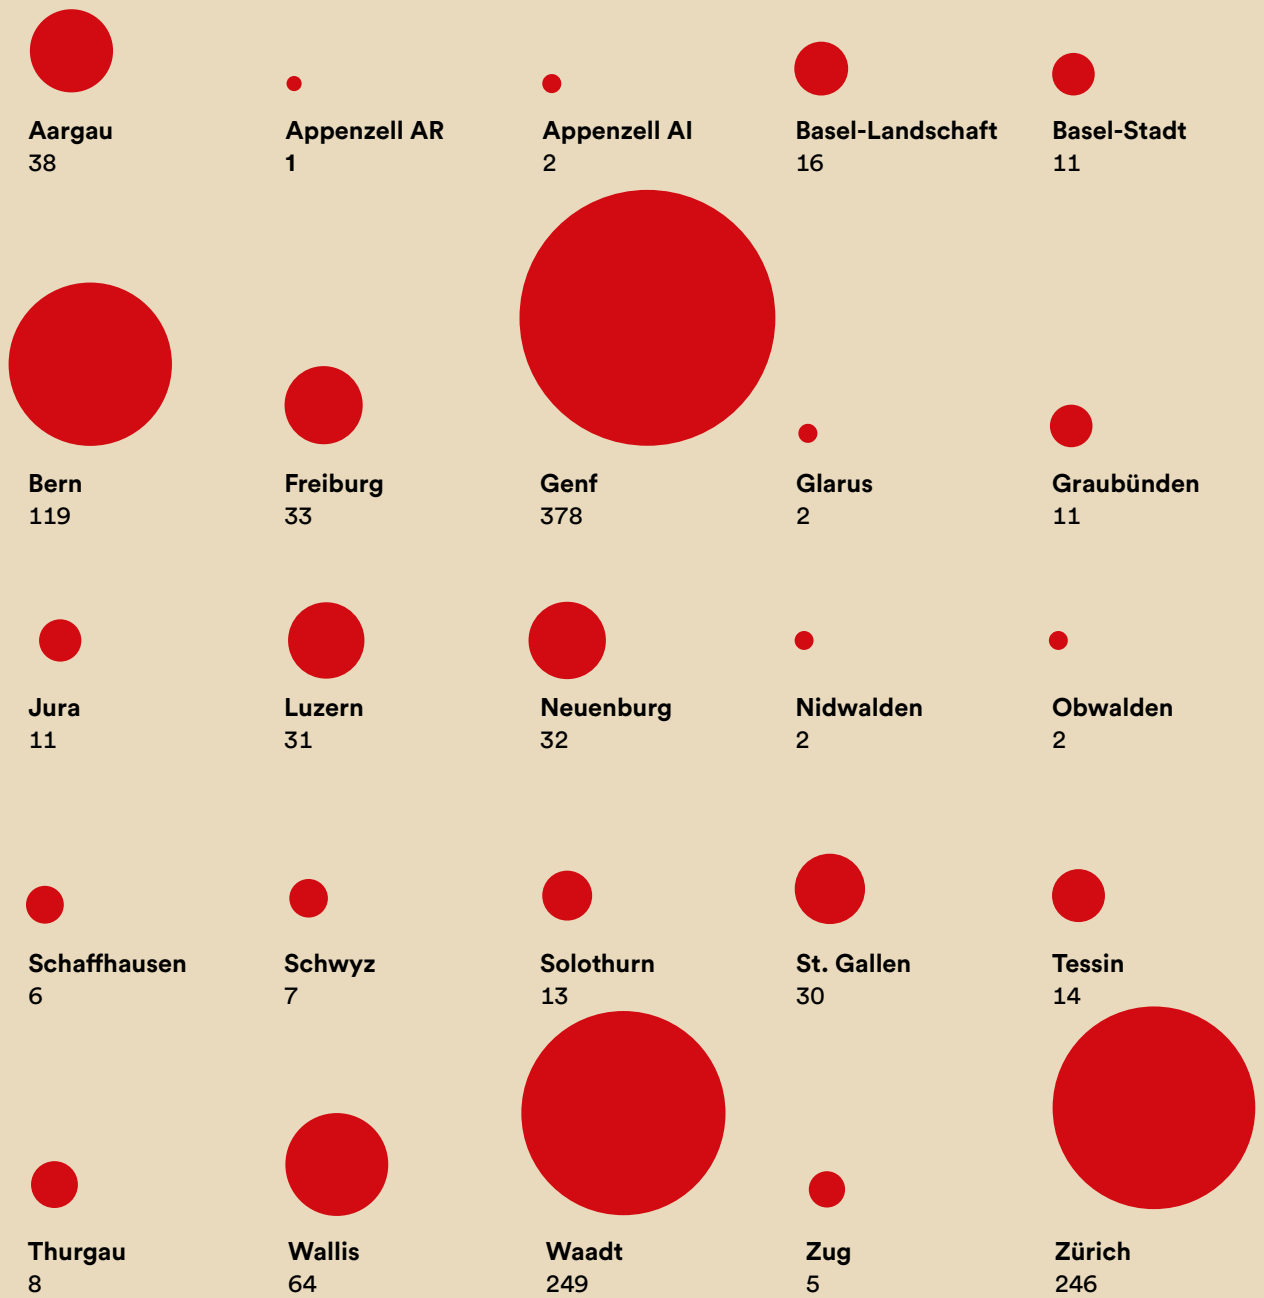 Aargau
38
Appenzell AR
1
Appenzell AI
2
Basel-Landschaft
16
Basel-Stadt
11
Bern
119
Freiburg
33
Genf
378
Glarus
2
Graubünden
11
Jura
11
Luzern
31
Neuenburg
32
Nidwalden
2
Obwalden
2
Schaffhausen
6
Schwyz
7
Solothurn
13
St. Gallen
30
Tessin
14
Thurgau
8
Wallis
64
Waadt
249
Zug
5
Zürich
246